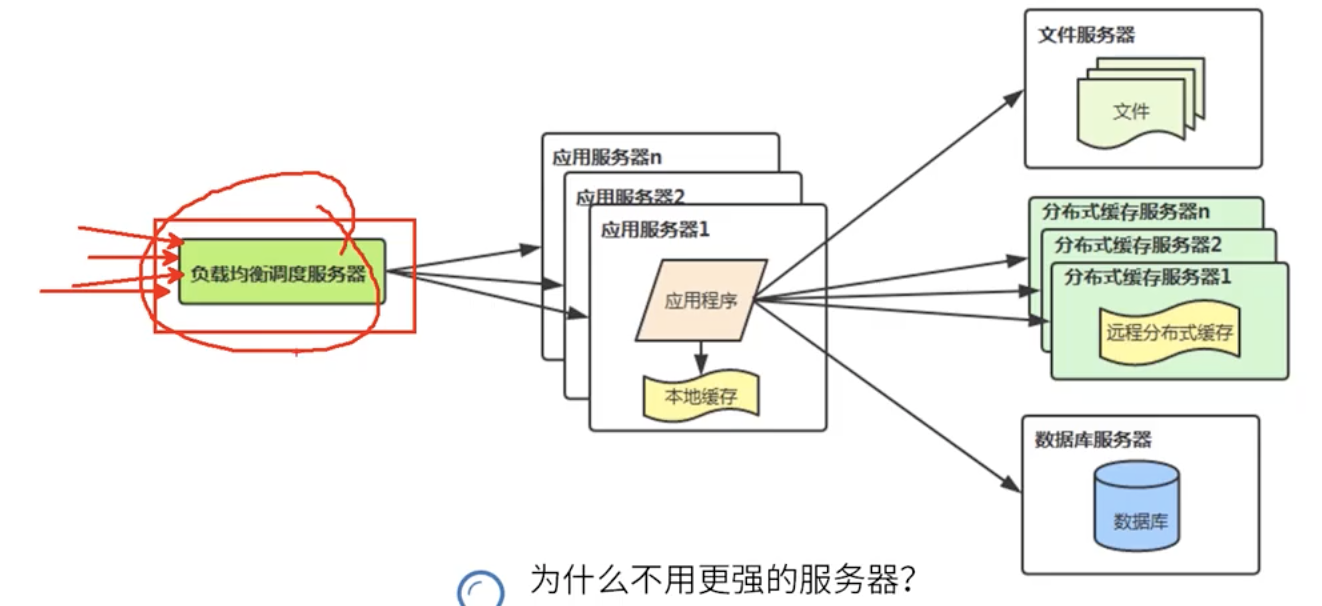 负载均衡调度服务器
应用服务器n
应用服务器2
应用服务器1
应用程序
本地缓存
文件服务器
文件
分布式缓存服务器n
分布式缓存服务器2
分布式缓存服务器1
远程分布式缓存
数据库服务器
数据库
为什么不用更强的服务器?